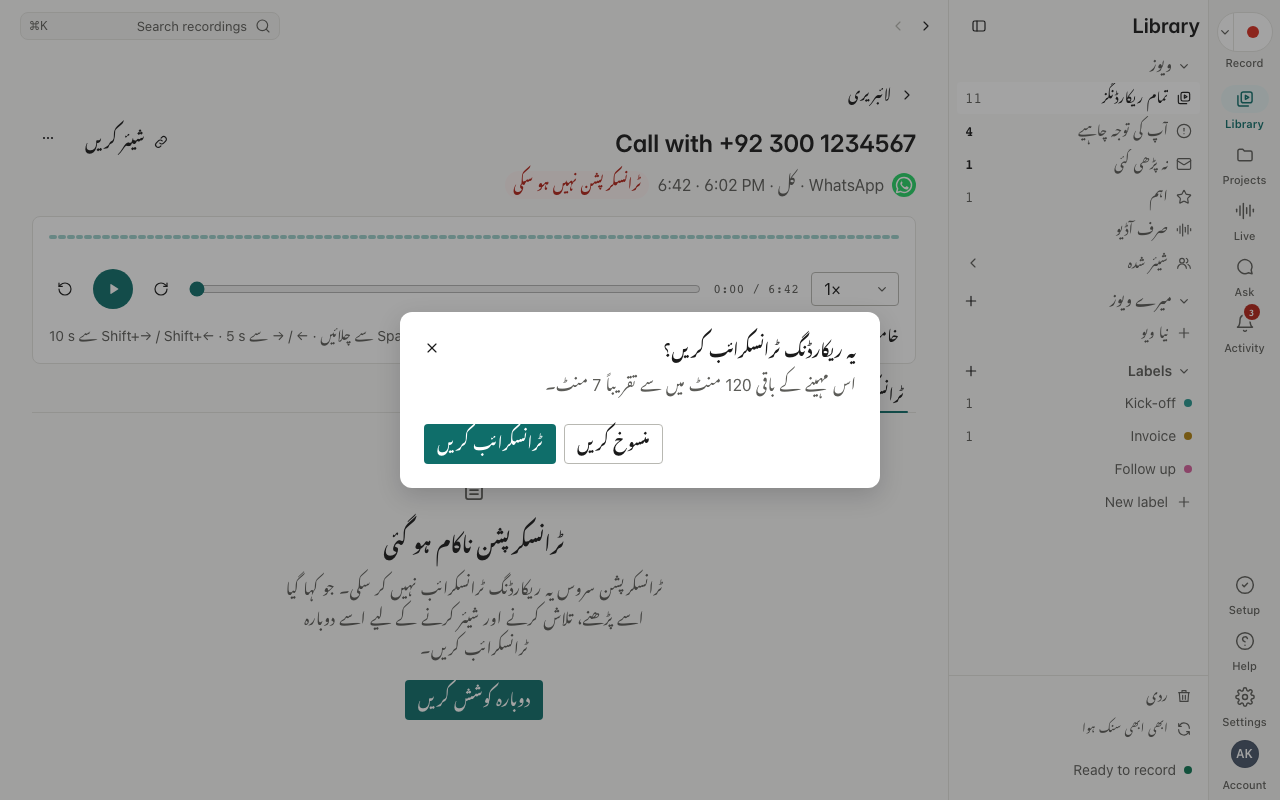 Record
Library
Projects
Live
Ask
3
Activity
Setup
Help
Settings
AK
Account
Library
ویوز
تمام ریکارڈنگز 11
آپ کی توجہ چاہیے 4
نہ پڑھی گئی 1
اہم 1
صرف آڈیو
شیئر شدہ
میرے ویوز
نیا ویو
Labels
Kick-off 1
Invoice 1
Follow up
New label
ردی
ابھی ابھی سنک ہوا
Ready to record
Search recordings ⌘K
لائبریری
Call with +92 300 1234567
شیئر کریں
WhatsApp · کل · 6:02 PM · 6:42 ٹرانسکرپشن نہیں ہو سکی
0:00 / 6:42 1×
سے چلائیں · ← / → سے 5 s · Shift+← / Shift+→ سے 10 s
یہ ریکارڈنگ ٹرانسکرائب کریں؟
اس مہینے کے باقی 120 منٹ میں سے تقریباً 7 منٹ۔
منسوخ کریں
ٹرانسکرائب کریں
ٹرانسکرپشن ناکام ہو گئی
ٹرانسکرپشن سروس یہ ریکارڈنگ ٹرانسکرائب نہیں کر سکی۔ جو کہا گیا
اسے پڑھنے، تلاش کرنے اور شیئر کرنے کے لیے اسے دوبارہ
ٹرانسکرائب کریں۔
دوبارہ کوشش کریں